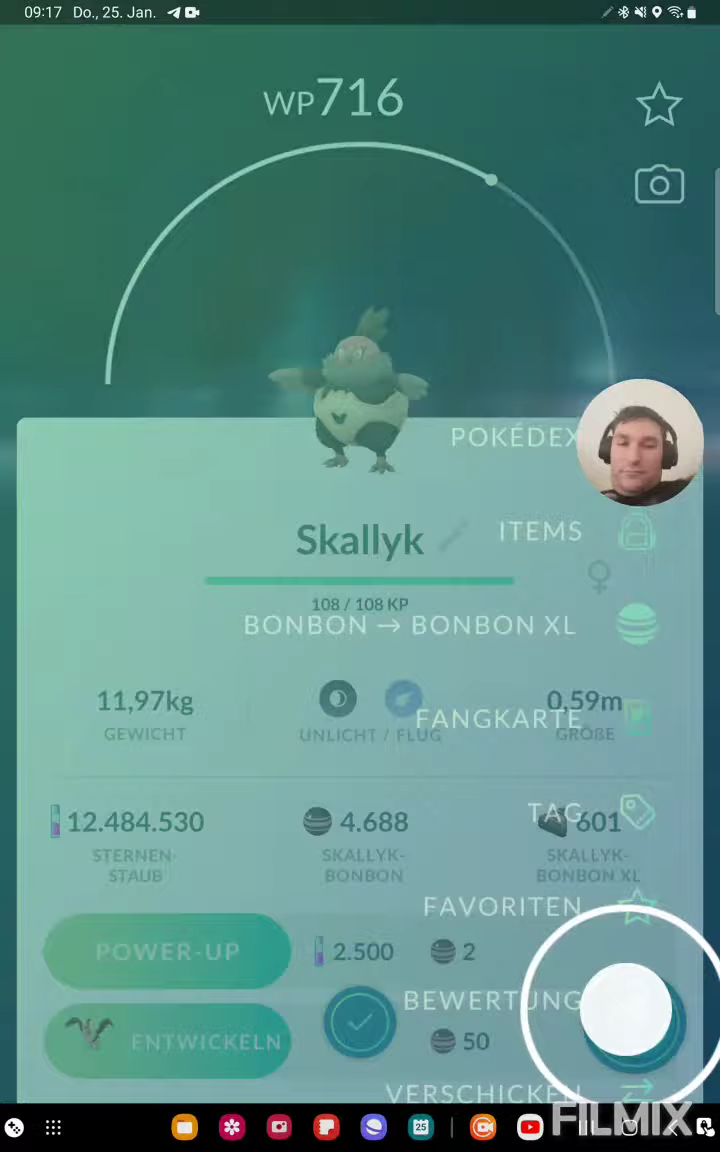 09:17 Do., 25. Jan.
WP716
POKÉDEX
Skallyk
ITEMS
108 / 108 KP
BONBON → BONBON XL
11,97kg
0,59m
GEWICHT
UNLICHT / FLUG
GRÖẞE
FANGKARTE
12.484.530
4.688
TAG
601
STERNEN-
STAUB
SKALLYK-
BONBON
SKALLYK-
BONBON XL
FAVORITEN
POWER-UP
2.500
2
BEWERTUNG
ENTWICKELN
50
VERSCHICKEN
25
FILMIX